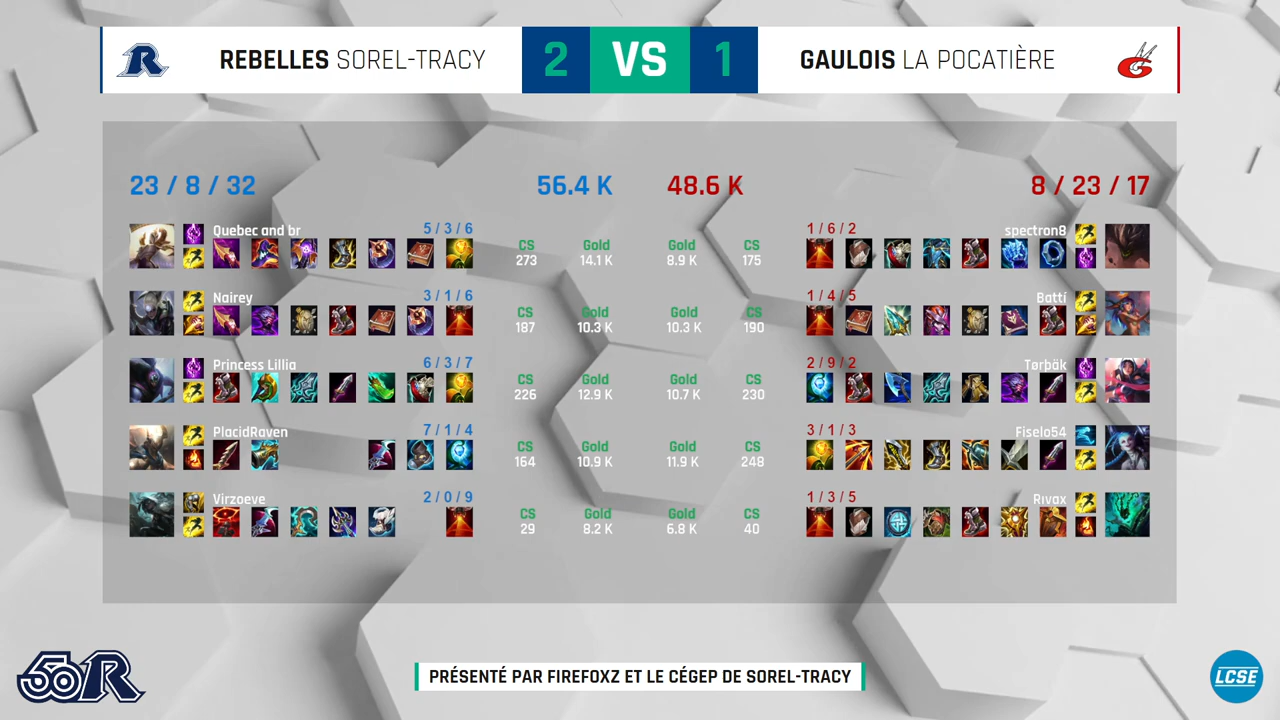 REBELLES SOREL-TRACY 2 VS 1 GAULOIS LA POCATIÈRE
23 / 8 / 32 56.4 K 48.6 K 8 / 23 / 17
Quebec and br 5 / 3 / 6 1 / 6 / 2 spectron8
CS Gold Gold CS
273 14.1 K 8.9 K 175
Nairey 3 / 1 / 6 1 / 4 / 5 Batti
CS Gold Gold CS
187 10.3 K 10.3 K 190
Princess Lillia 6 / 3 / 7 2 / 9 / 2 Tørþäk
CS Gold Gold CS
226 12.9 K 10.7 K 230
PlacidRaven 7 / 1 / 4 3 / 1 / 3 Fiselo54
CS Gold Gold CS
164 10.9 K 11.9 K 248
Virzoeve 2 / 0 / 9 1 / 3 / 5 Rıvax
CS Gold Gold CS
29 8.2 K 6.8 K 40
50R
PRÉSENTÉ PAR FIREFOXZ ET LE CÉGEP DE SOREL-TRACY
LCSE